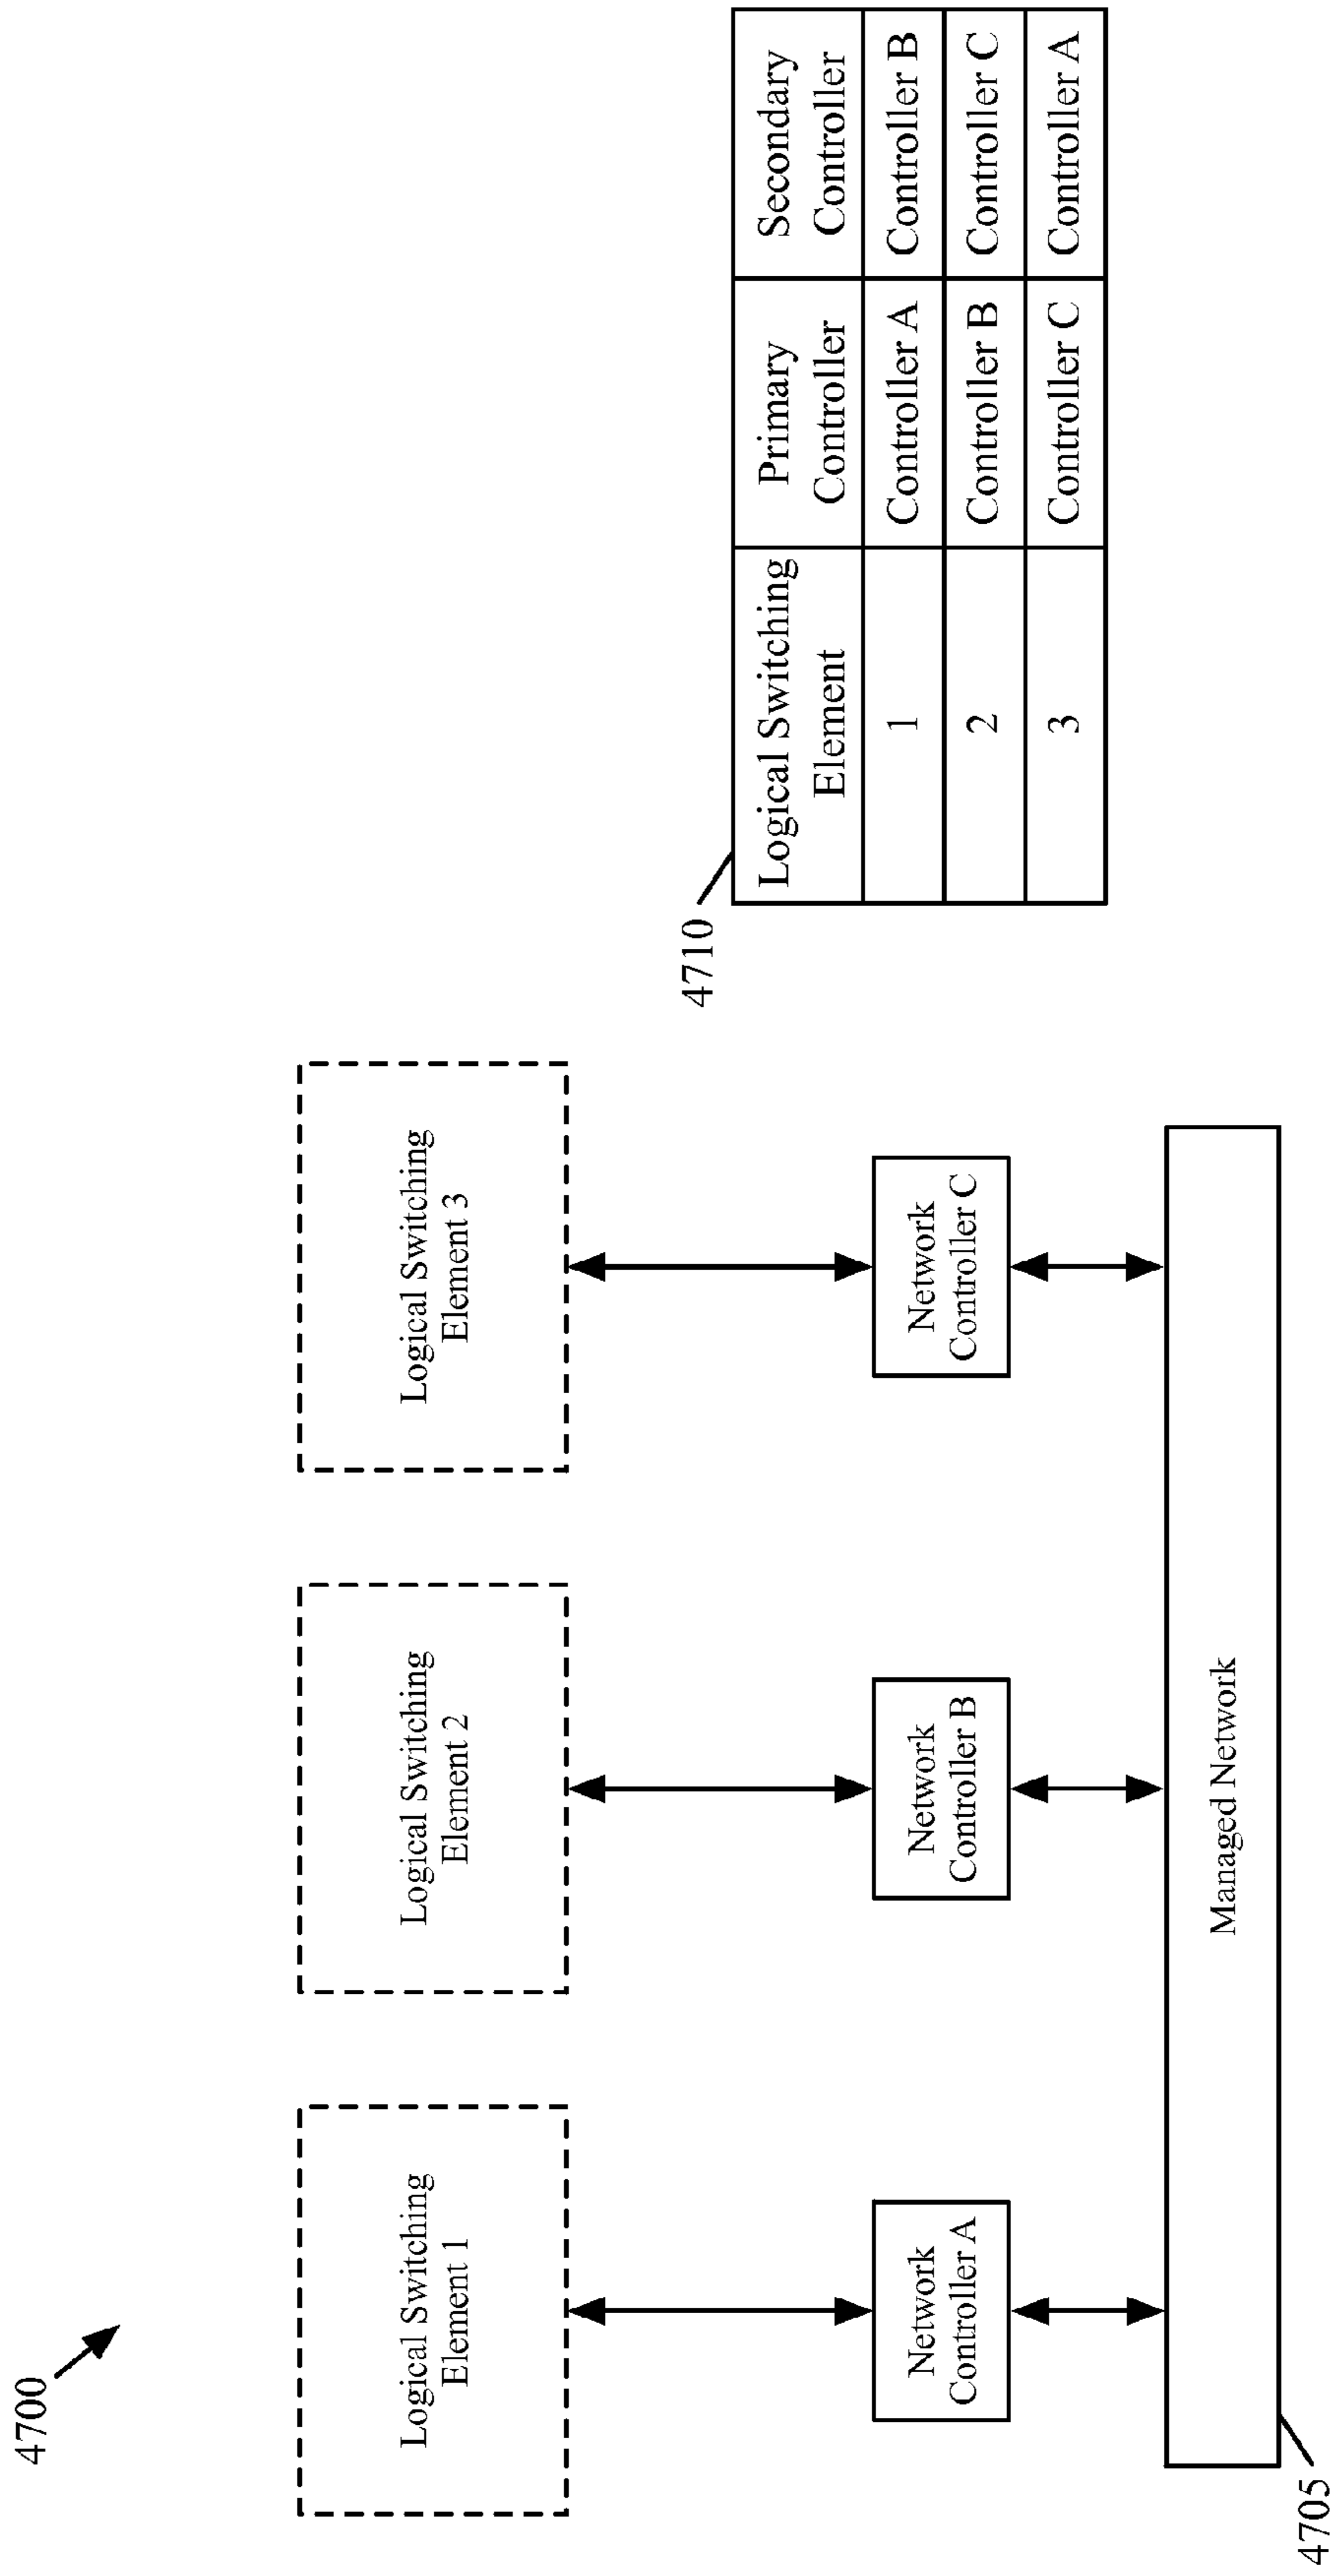 4700
Logical Switching
Element 1
Logical Switching
Element 2
Logical Switching
Element 3
Network
Controller A
Network
Controller B
Network
Controller C
Managed Network
4705
4710
Logical Switching
Element
Primary
Controller
Secondary
Controller
1
Controller A
Controller B
2
Controller B
Controller C
3
Controller C
Controller A